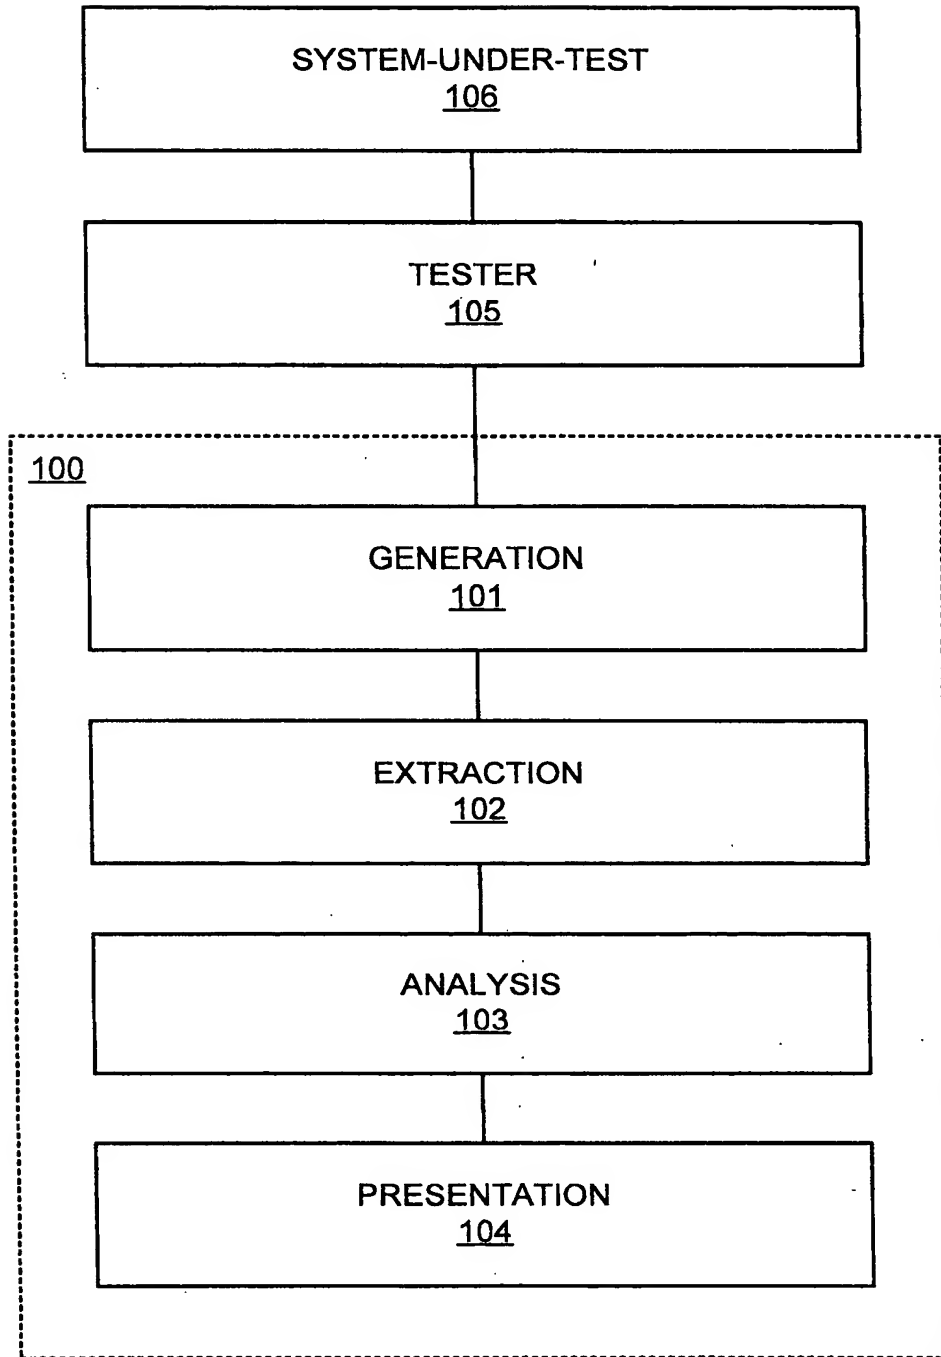 SYSTEM-UNDER-TEST
106
TESTER
105
100
GENERATION
101
EXTRACTION
102
ANALYSIS
103
PRESENTATION
104